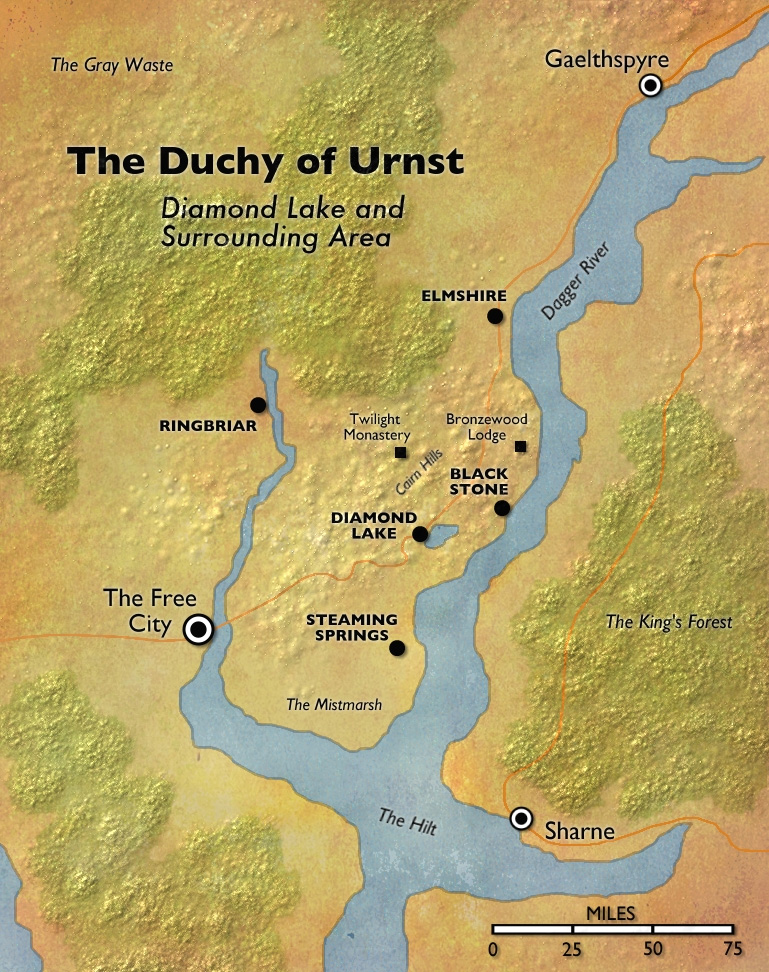 The Gray Waste
Gaelthspyre
The Duchy of Urnst
Diamond Lake and
Surrounding Area
Dagger River
ELMSHIRE
RINGBRIAR
Twilight
Monastery
Bronzewood
Lodge
Cairn Hills
BLACK
STONE
DIAMOND
LAKE
The Free
City
STEAMING
SPRINGS
The King's Forest
The Mistmarsh
The Hilt
Sharne
MILES
0 25 50 75